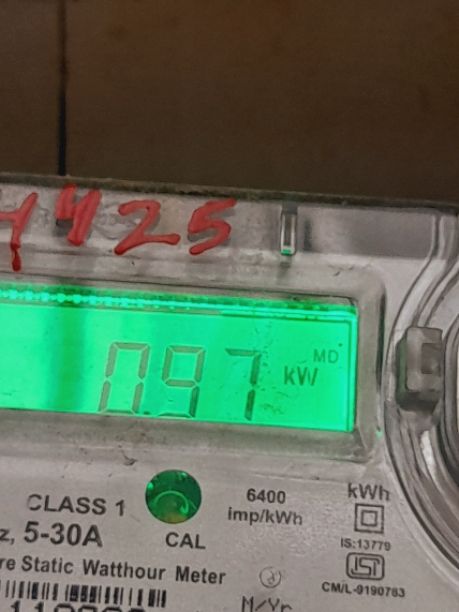 4425
MD
0.97 kW
CLASS 1
6400
imp/kWh
kWh
z, 5-30A
CAL
IS:13779
re Static Watthour Meter
CM/L-9190783
M/Yr